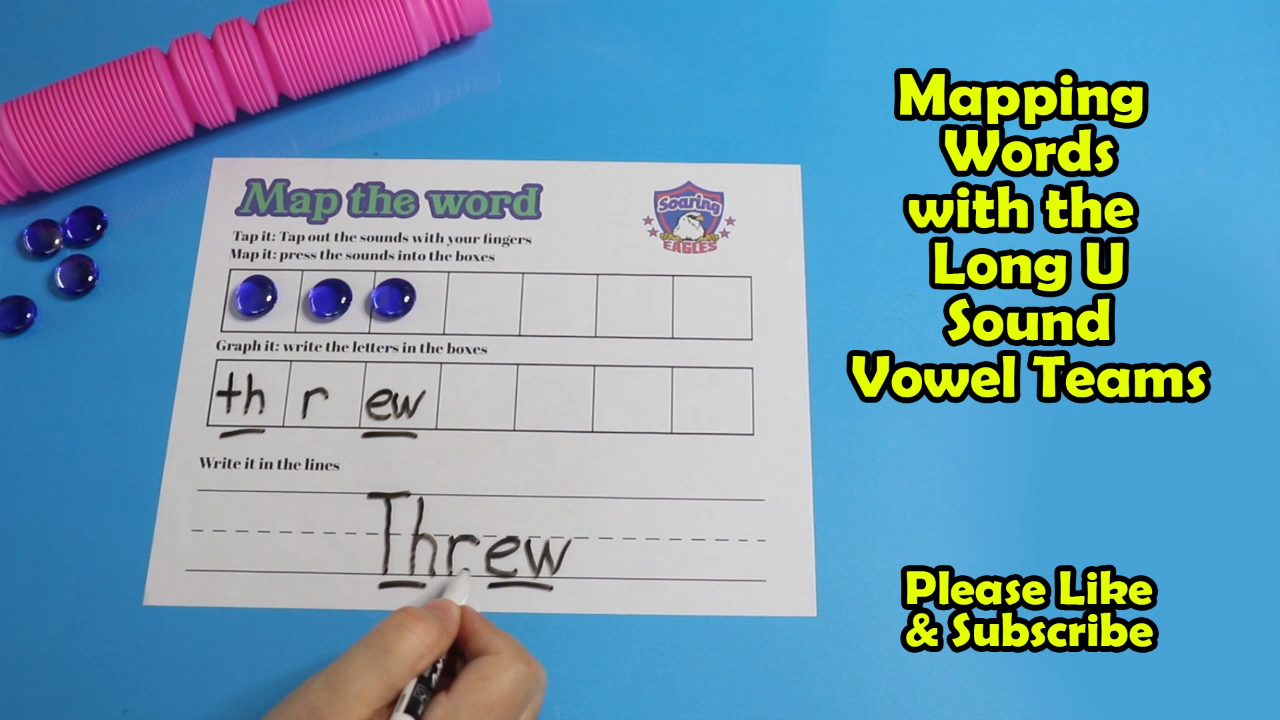 Map the word
Soaring
EAGLES
Tap it: Tap out the sounds with your fingers
Map it: press the sounds into the boxes
Graph it: write the letters in the boxes
th r ew
Write it in the lines
Threw
Mapping
Words
with the
Long U
Sound
Vowel Teams
Please Like
& Subscribe